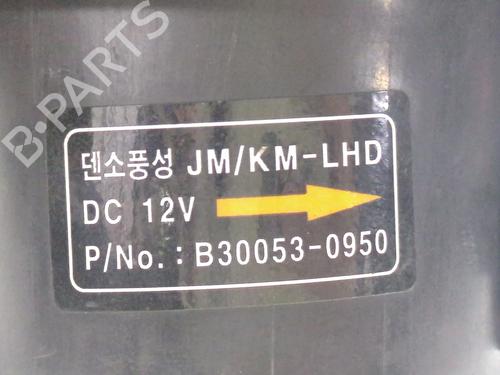 B-PARTS
덴소풍성 JM/KM-LHD
DC 12V
P/No. : B30053-0950